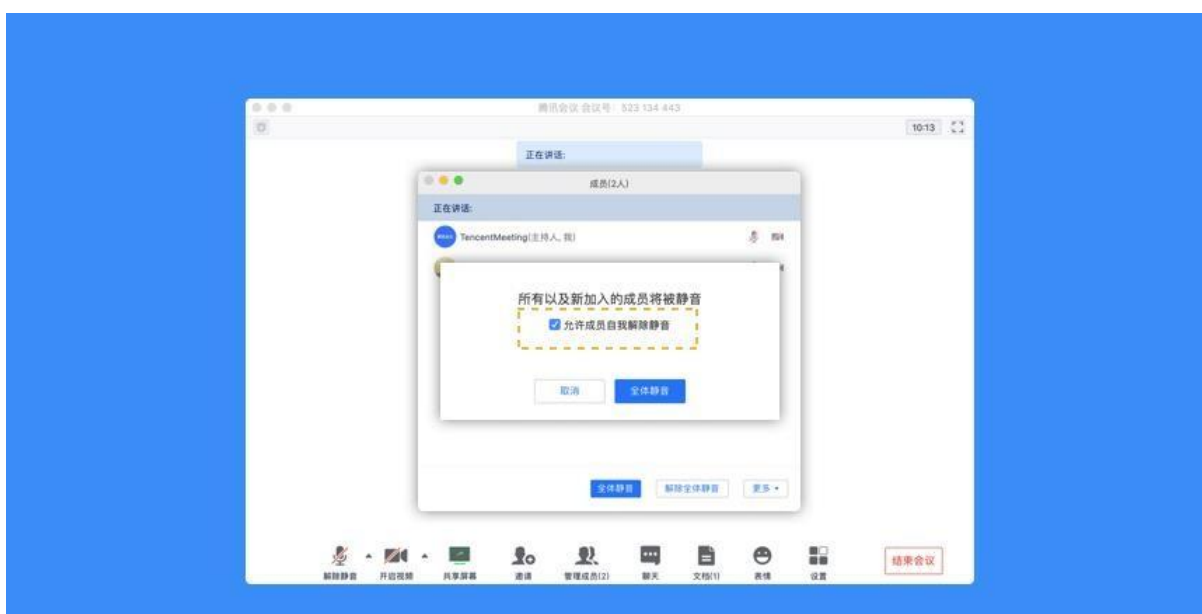 腾讯会议 会议号：523 134 443
10:13
正在讲话:
成员(2人)
正在讲话:
TencentMeeting(主持人, 我)
所有以及新加入的成员将被静音
允许成员自我解除静音
取消
全体静音
全体静音
解除全体静音
更多
解除静音
开启视频
共享屏幕
邀请
管理成员(2)
聊天
文档(1)
表情
设置
结束会议